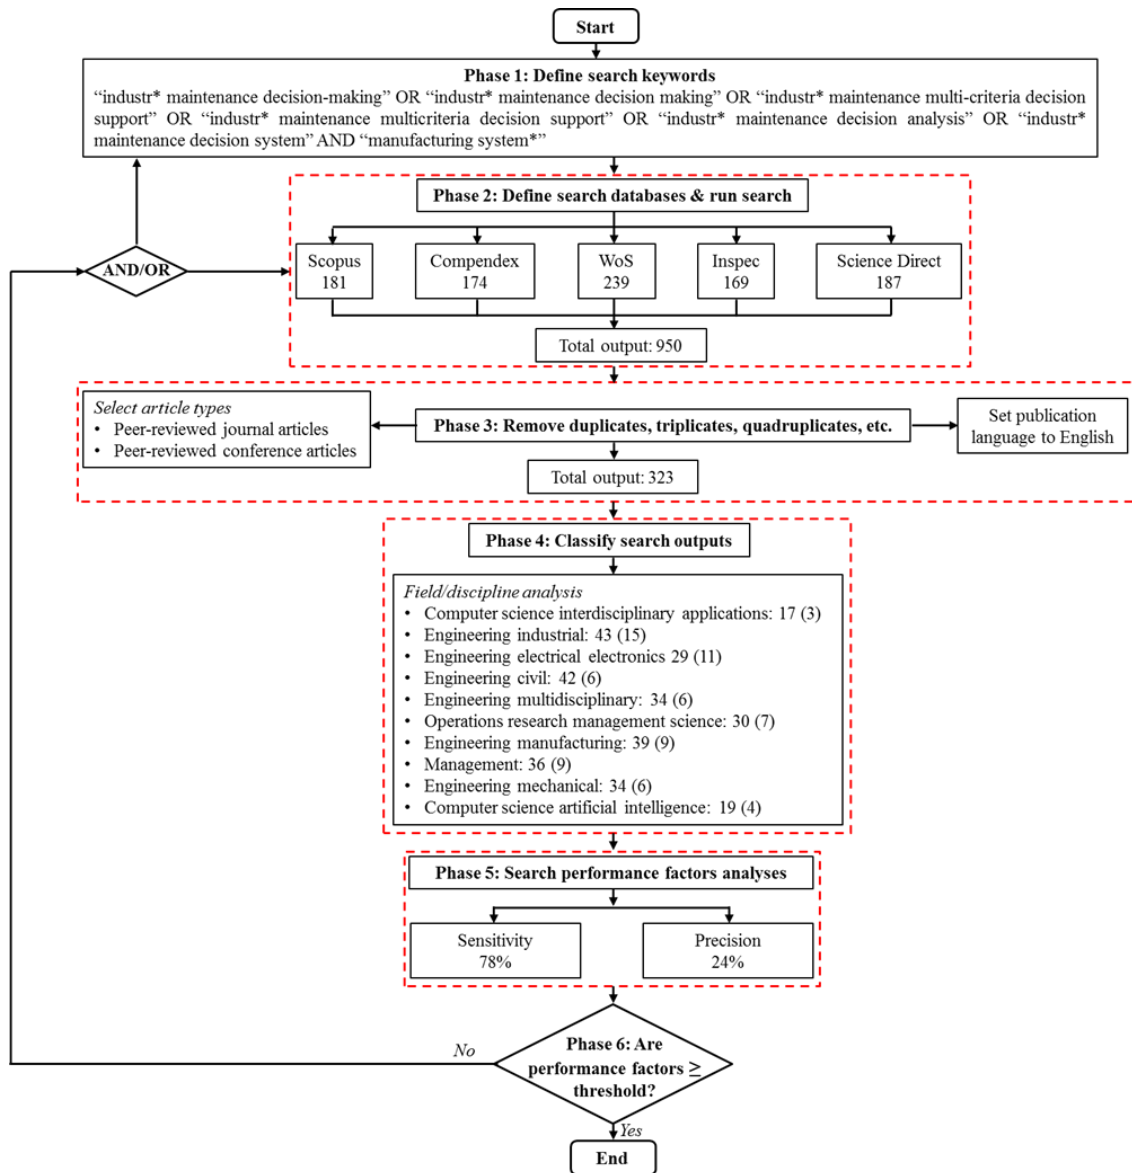 Start
Phase 1: Define search keywords
“industr* maintenance decision-making” OR “industr* maintenance decision making” OR “industr* maintenance multi-criteria decision
support” OR “industr* maintenance multicriteria decision support” OR “industr* maintenance decision analysis” OR “industr*
maintenance decision system” AND “manufacturing system*”
Phase 2: Define search databases & run search
AND/OR
Scopus
181
Compendex
174
WoS
239
Inspec
169
Science Direct
187
Total output: 950
Select article types
• Peer-reviewed journal articles
• Peer-reviewed conference articles
Phase 3: Remove duplicates, triplicates, quadruplicates, etc.
Set publication
language to English
Total output: 323
Phase 4: Classify search outputs
Field/discipline analysis
• Computer science interdisciplinary applications: 17 (3)
• Engineering industrial: 43 (15)
• Engineering electrical electronics 29 (11)
• Engineering civil: 42 (6)
• Engineering multidisciplinary: 34 (6)
• Operations research management science: 30 (7)
• Engineering manufacturing: 39 (9)
• Management: 36 (9)
• Engineering mechanical: 34 (6)
• Computer science artificial intelligence: 19 (4)
Phase 5: Search performance factors analyses
Sensitivity
78%
Precision
24%
Phase 6: Are
performance factors ≥
threshold?
No
Yes
End